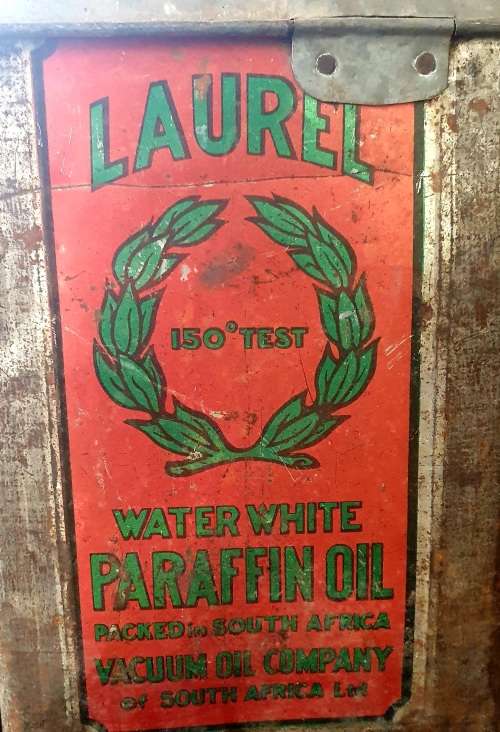 LAUREL
150° TEST
WATER WHITE
PARAFFIN OIL
PACKED in SOUTH AFRICA
VACUUM OIL COMPANY
of SOUTH AFRICA Ltd